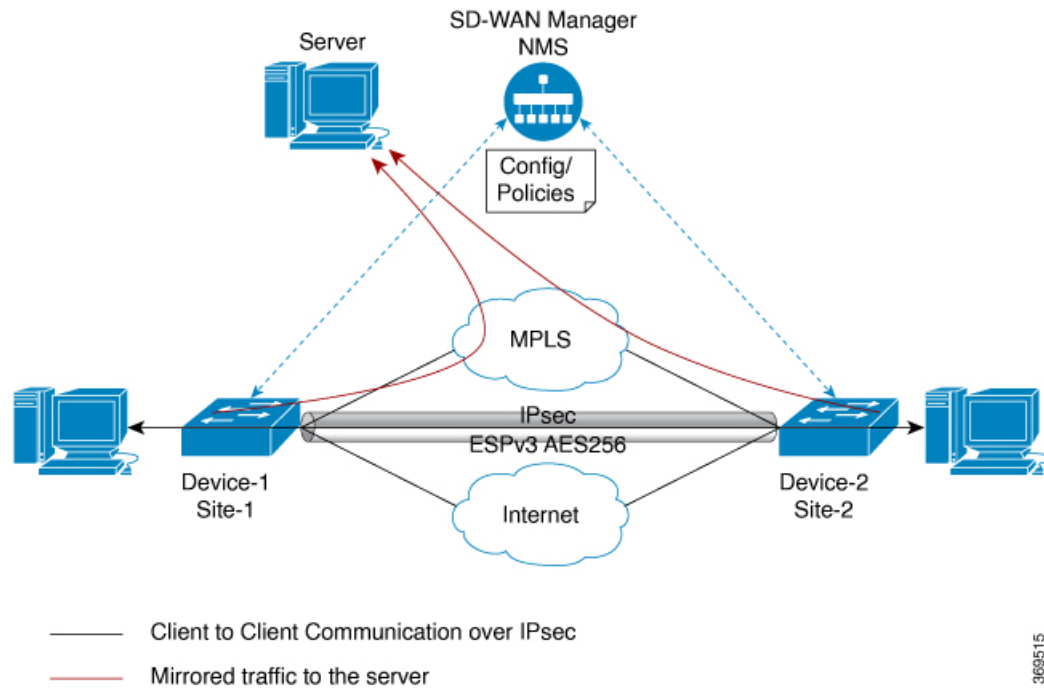 Server
SD-WAN Manager
NMS
Config/
Policies
MPLS
IPsec
ESPv3 AES256
Device-1
Site-1
Internet
Device-2
Site-2
Client to Client Communication over IPsec
Mirrored traffic to the server
369515